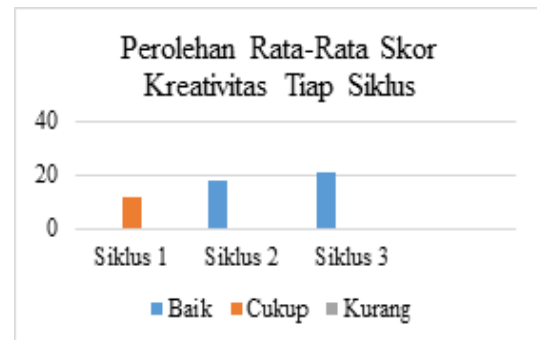 Perolehan Rata-Rata Skor
Kreativitas Tiap Siklus
40
20
0
Siklus 1 Siklus 2 Siklus 3
Baik Cukup Kurang